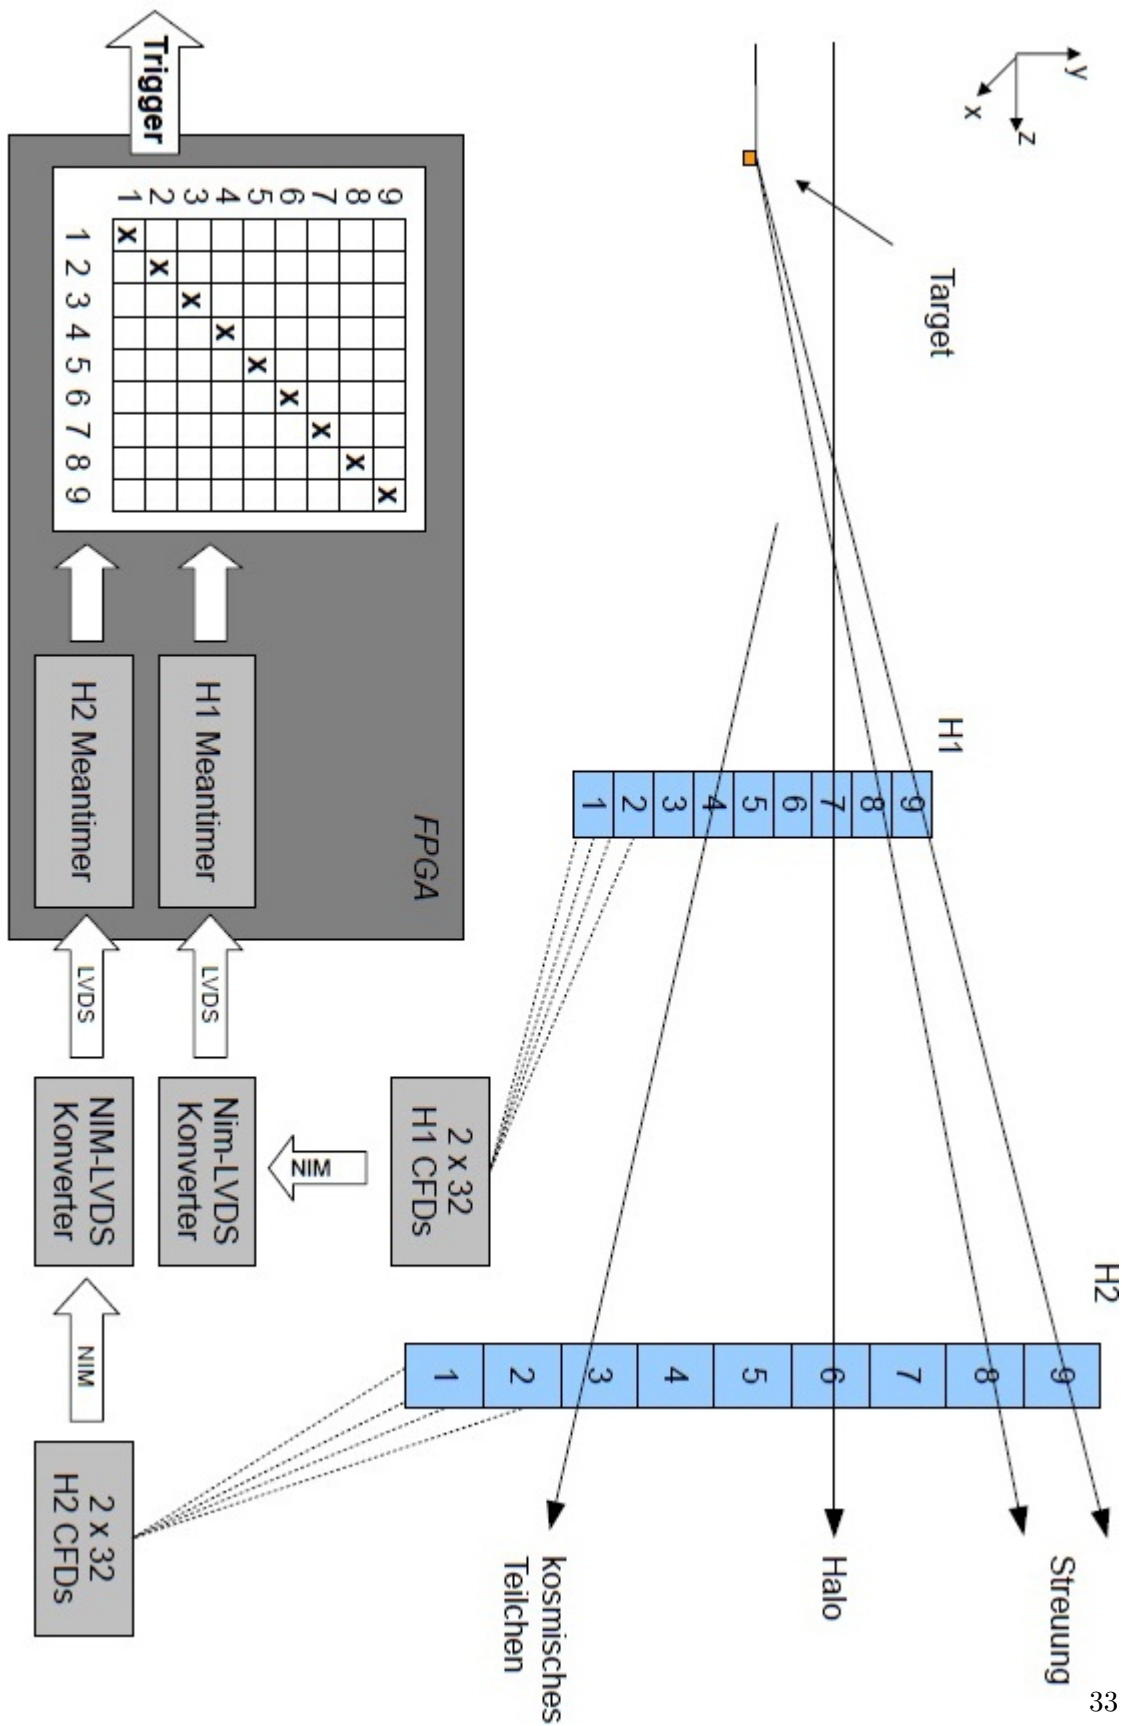 y
z
x
Target
H1
H2
9
8
7
6
5
4
3
2
1
9
8
7
6
5
4
3
2
1
Streuung
Halo
kosmisches
Teilchen
2 x 32
H1 CFDs
NIM
Nim-LVDS
Konverter
LVDS
2 x 32
H2 CFDs
NIM
NIM-LVDS
Konverter
LVDS
FPGA
H1 Meantimer
H2 Meantimer
9
8
7
6
5
4
3
2
1
x
x
x
x
x
x
x
x
x
1 2 3 4 5 6 7 8 9
Trigger
33